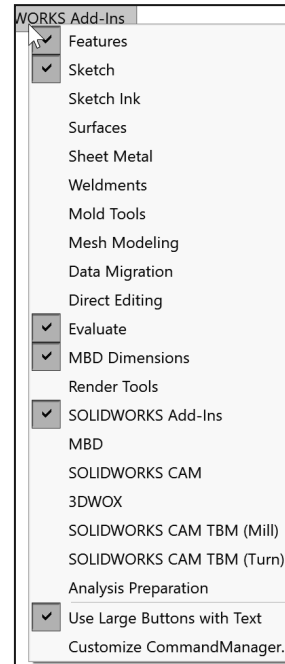 WORKS Add-Ins
Features
Sketch
Sketch Ink
Surfaces
Sheet Metal
Weldments
Mold Tools
Mesh Modeling
Data Migration
Direct Editing
Evaluate
MBD Dimensions
Render Tools
SOLIDWORKS Add-Ins
MBD
SOLIDWORKS CAM
3DWOX
SOLIDWORKS CAM TBM (Mill)
SOLIDWORKS CAM TBM (Turn)
Analysis Preparation
Use Large Buttons with Text
Customize CommandManager.